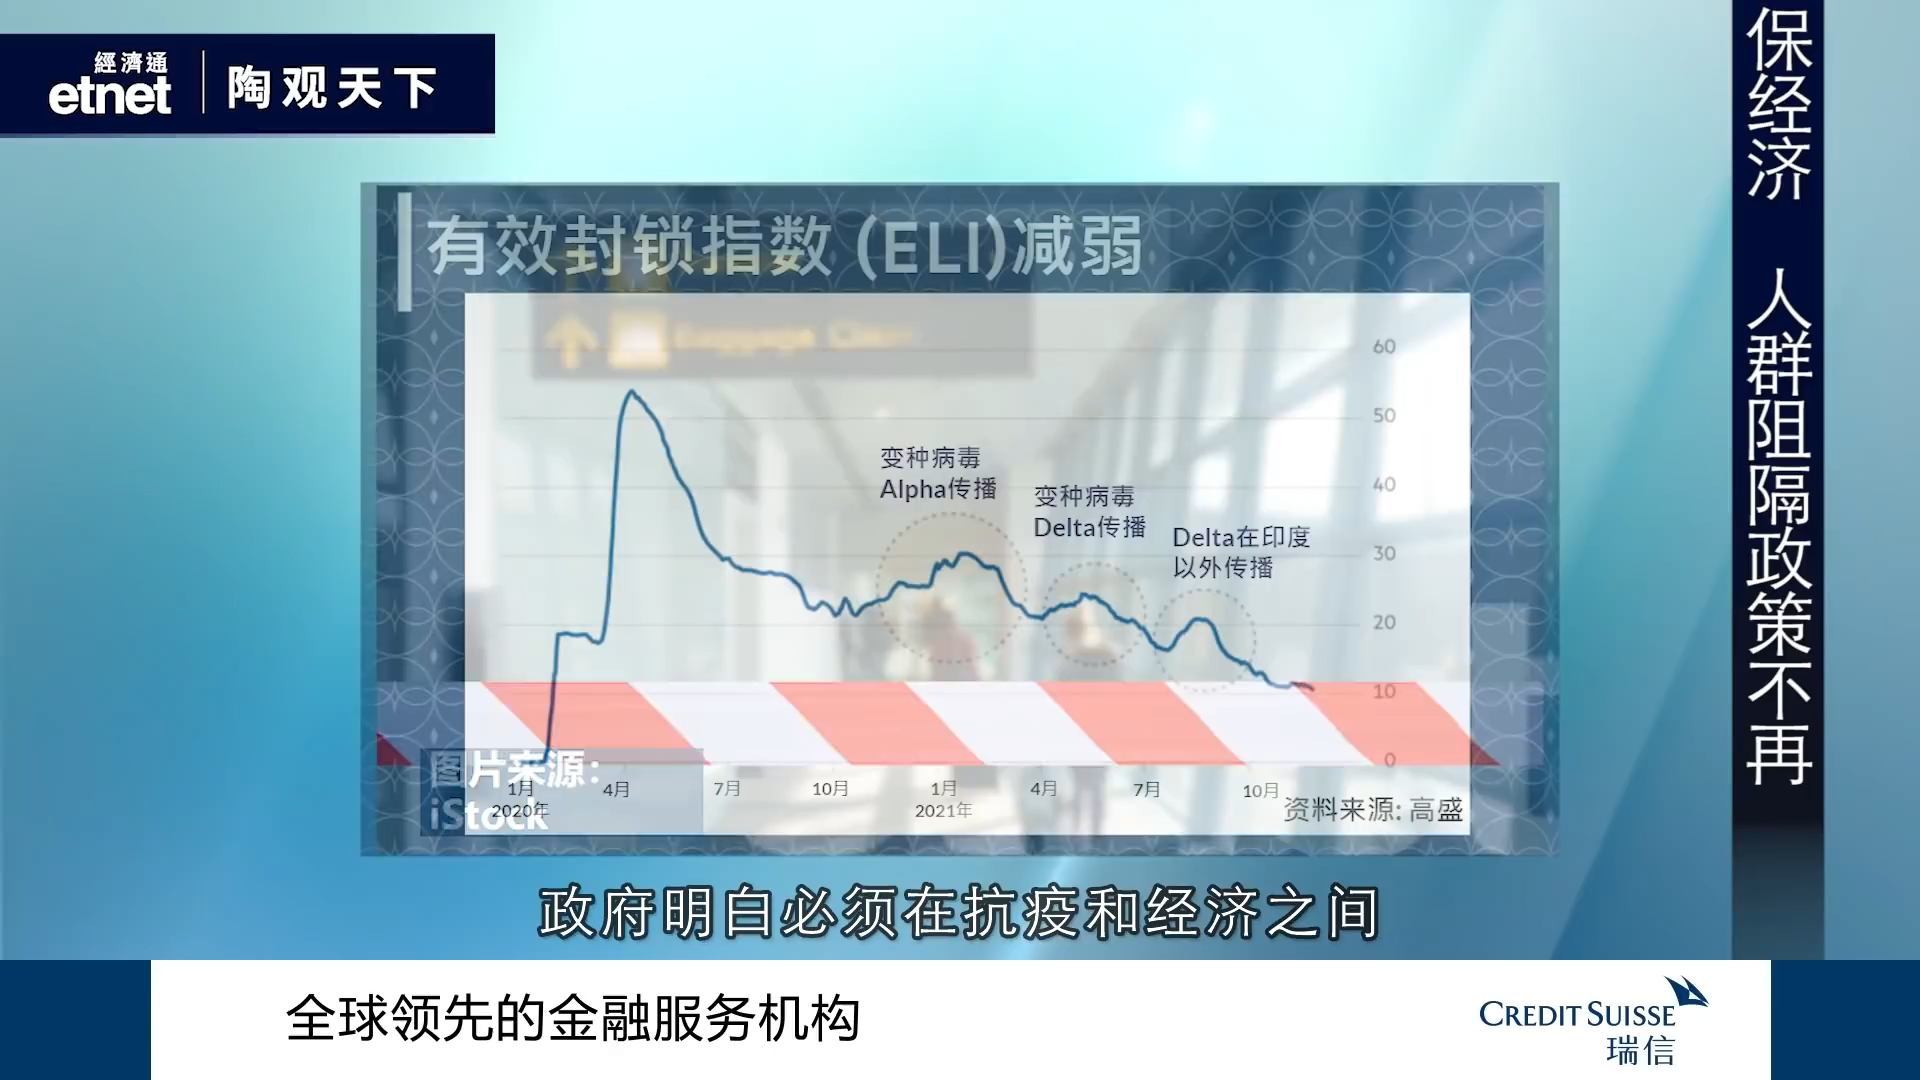 經濟通
etnet
陶观天下
保经济 人群阻隔政策不再
有效封锁指数 (ELI)减弱
Baggage Claim
60
50
40
30
20
10
0
变种病毒
Alpha传播
变种病毒
Delta传播
Delta在印度
以外传播
1月 4月 7月 10月 1月 4月 7月 10月
2020年 2021年
资料来源: 高盛
图片来源:
iStock
政府明白必须在抗疫和经济之间
全球领先的金融服务机构
CREDIT SUISSE
瑞信